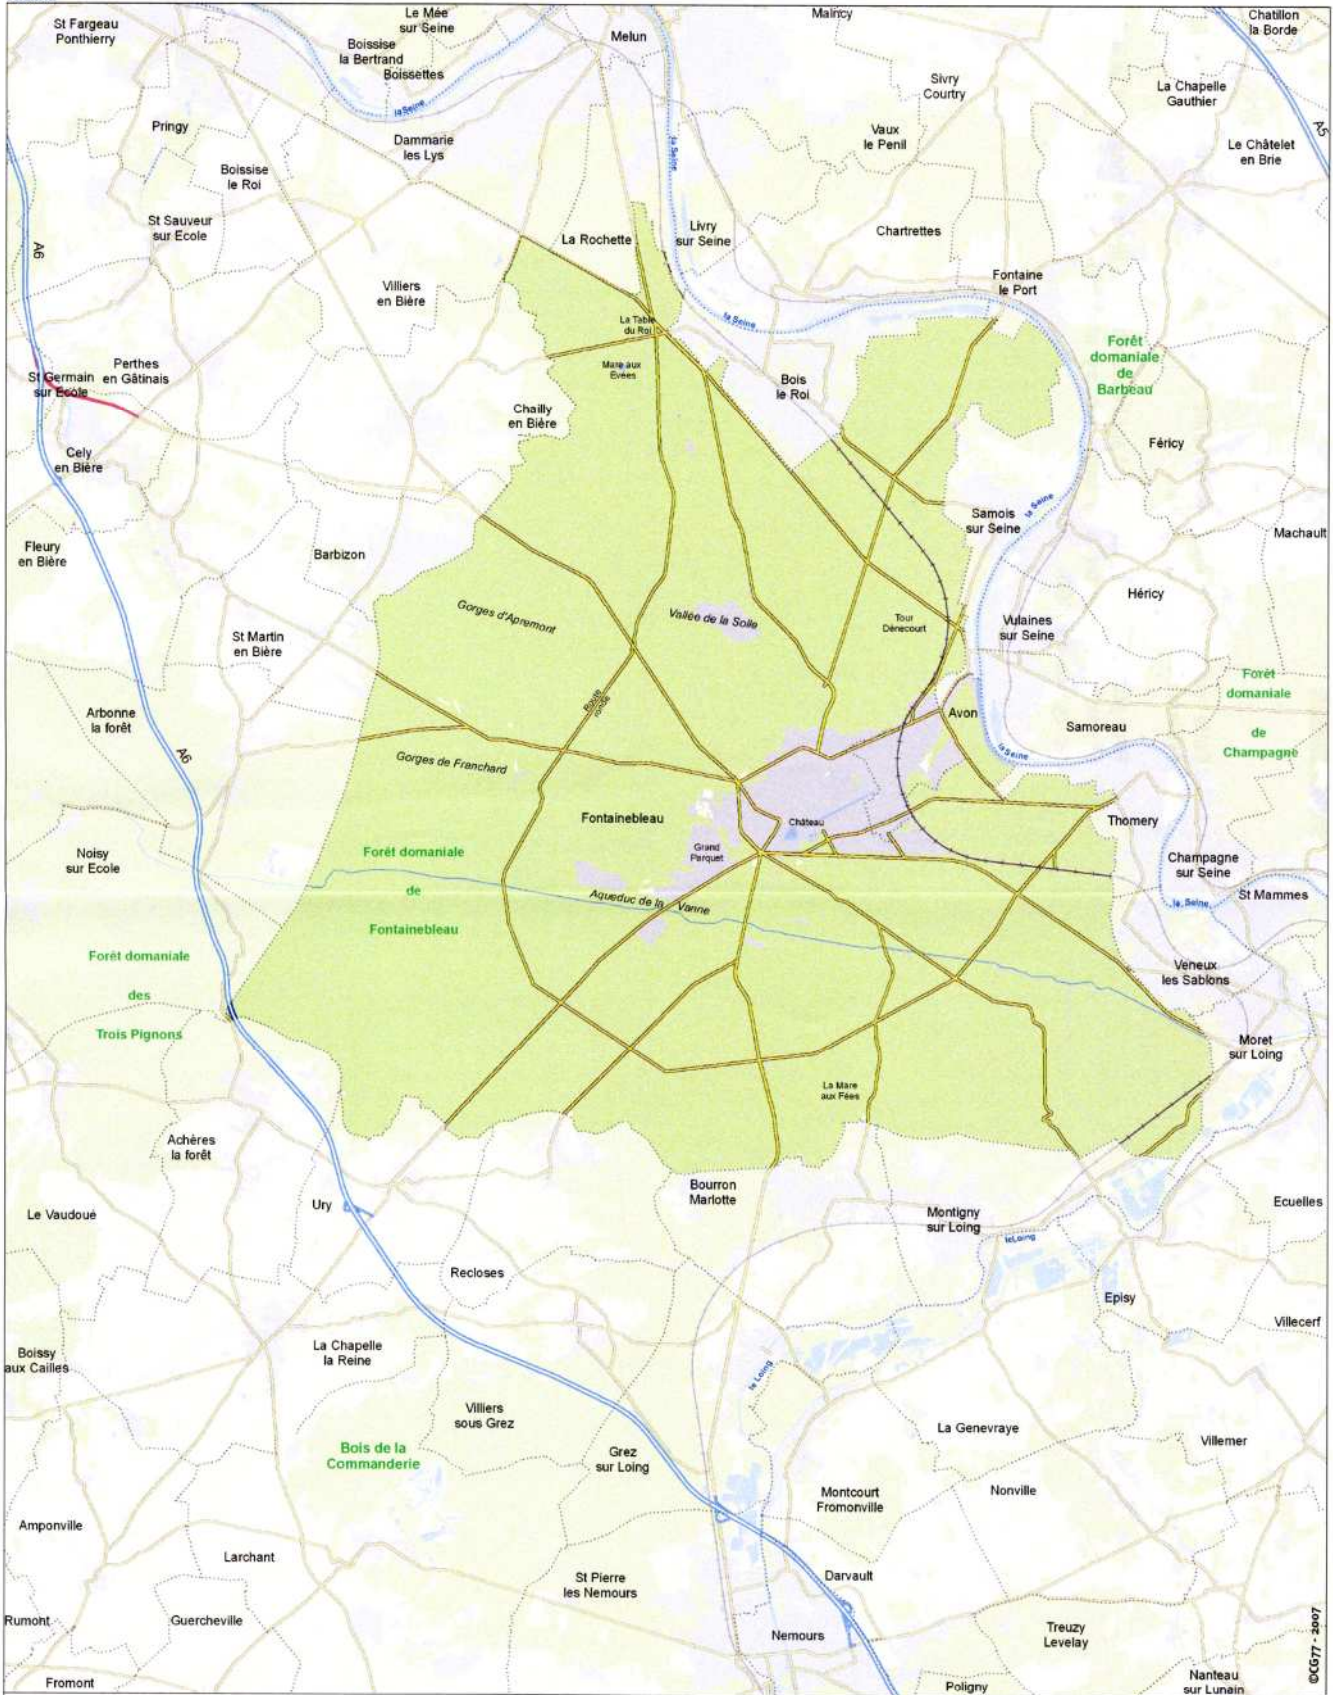 St Fargeau
Ponthierry
Le Mée
sur Seine
Boissise
la Bertrand
Boissettes
Melun
Maincy
Chatillon
la Borde
Sivry
Courtry
La Chapelle
Gauthier
A5
la Seine
la Seine
Pringy
Dammarie
les Lys
Vaux
le Penil
Le Châtelet
en Brie
Boissise
le Roi
St Sauveur
sur Ecole
A6
La Rochette
Livry
sur Seine
Chartrettes
Villiers
en Bière
Fontaine
le Port
La Table
du Roi
la Seine
Forêt
domaniale
de
Barbeau
St Germain
sur Ecole
Perthes
en Gâtinais
Mare aux
Evées
Bois
le Roi
Chailly
en Bière
Cely
en Bière
Féricy
la Seine
Samois
sur Seine
Machault
Fleury
en Bière
Barbizon
Héricy
Gorges d'Apremont
Vallée de la Solle
Tour
Dénecourt
Vulaines
sur Seine
St Martin
en Bière
Forêt
domaniale
de
Champagne
Route
ronde
Arbonne
la forêt
Avon
Samoreau
A6
Gorges de Franchard
la Seine
Fontainebleau
Château
Thomery
Grand
Parquet
Noisy
sur Ecole
Forêt domaniale
de
Fontainebleau
Champagne
sur Seine
St Mammes
la Seine
Aqueduc de la Vanne
Forêt domaniale
des
Trois Pignons
Veneux
les Sablons
Moret
sur Loing
La Mare
aux Fées
Achères
la forêt
Bourron
Marlotte
Ury
Le Vaudoué
Montigny
sur Loing
Ecuelles
le Loing
Recloses
Episy
Villecerf
Boissy
aux Cailles
La Chapelle
la Reine
le Loing
Villiers
sous Grez
La Genevraye
Villemer
Bois de la
Commanderie
Grez
sur Loing
Montcourt
Fromonville
Nonville
Amponville
Larchant
St Pierre
les Nemours
Darvault
Rumont
Guercheville
Nemours
Treuzy
Levelay
Fromont
Poligny
Nanteau
sur Lunain
©CG77 - 2007